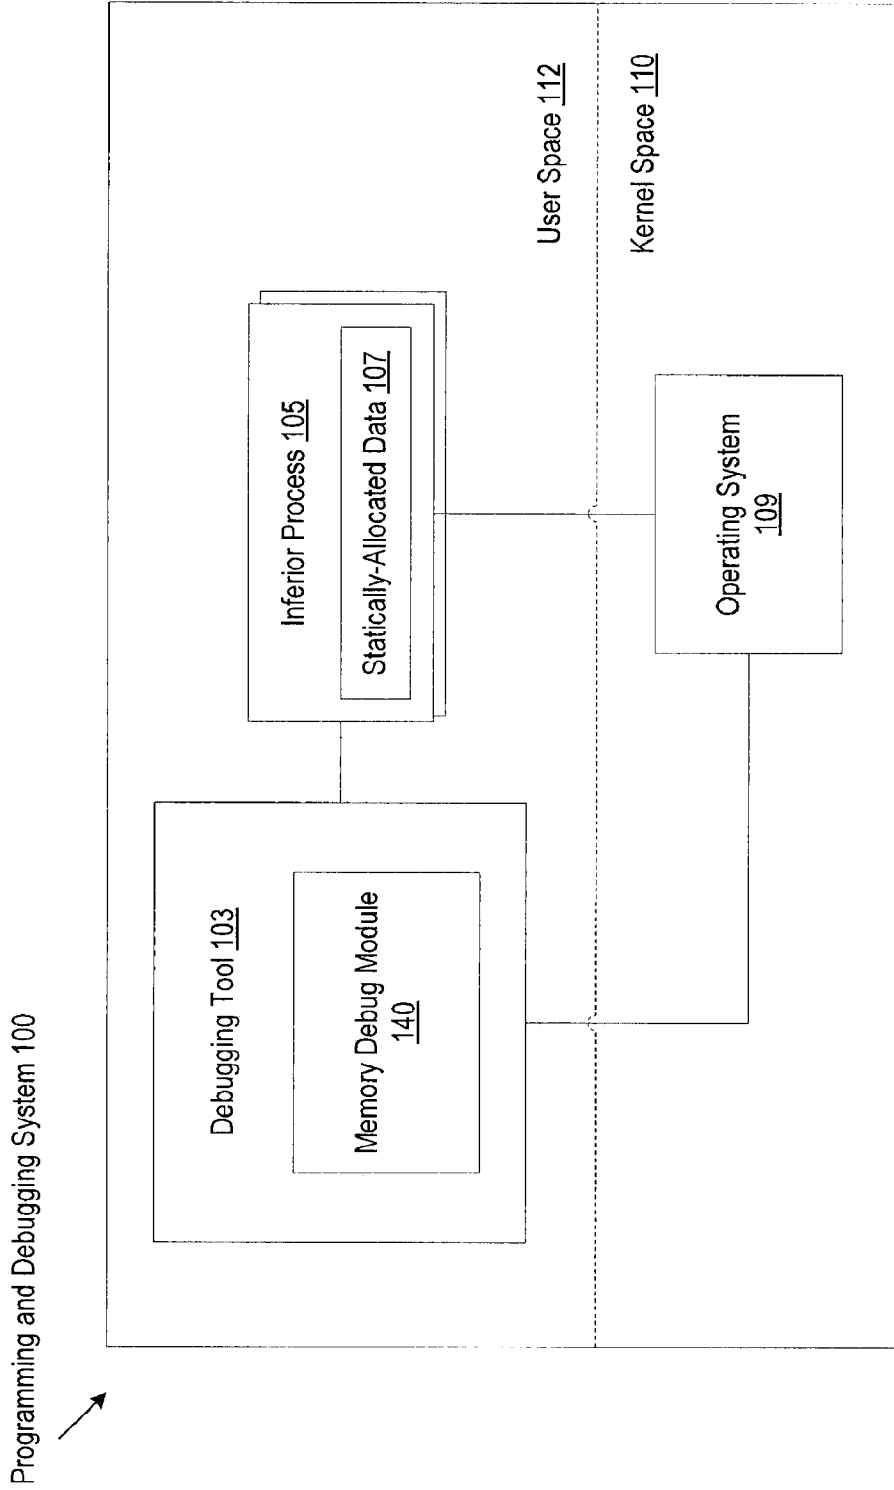 Programming and Debugging System 100
Debugging Tool 103
Memory Debug Module
140
Inferior Process 105
Statically-Allocated Data 107
User Space 112
Kernel Space 110
Operating System
109